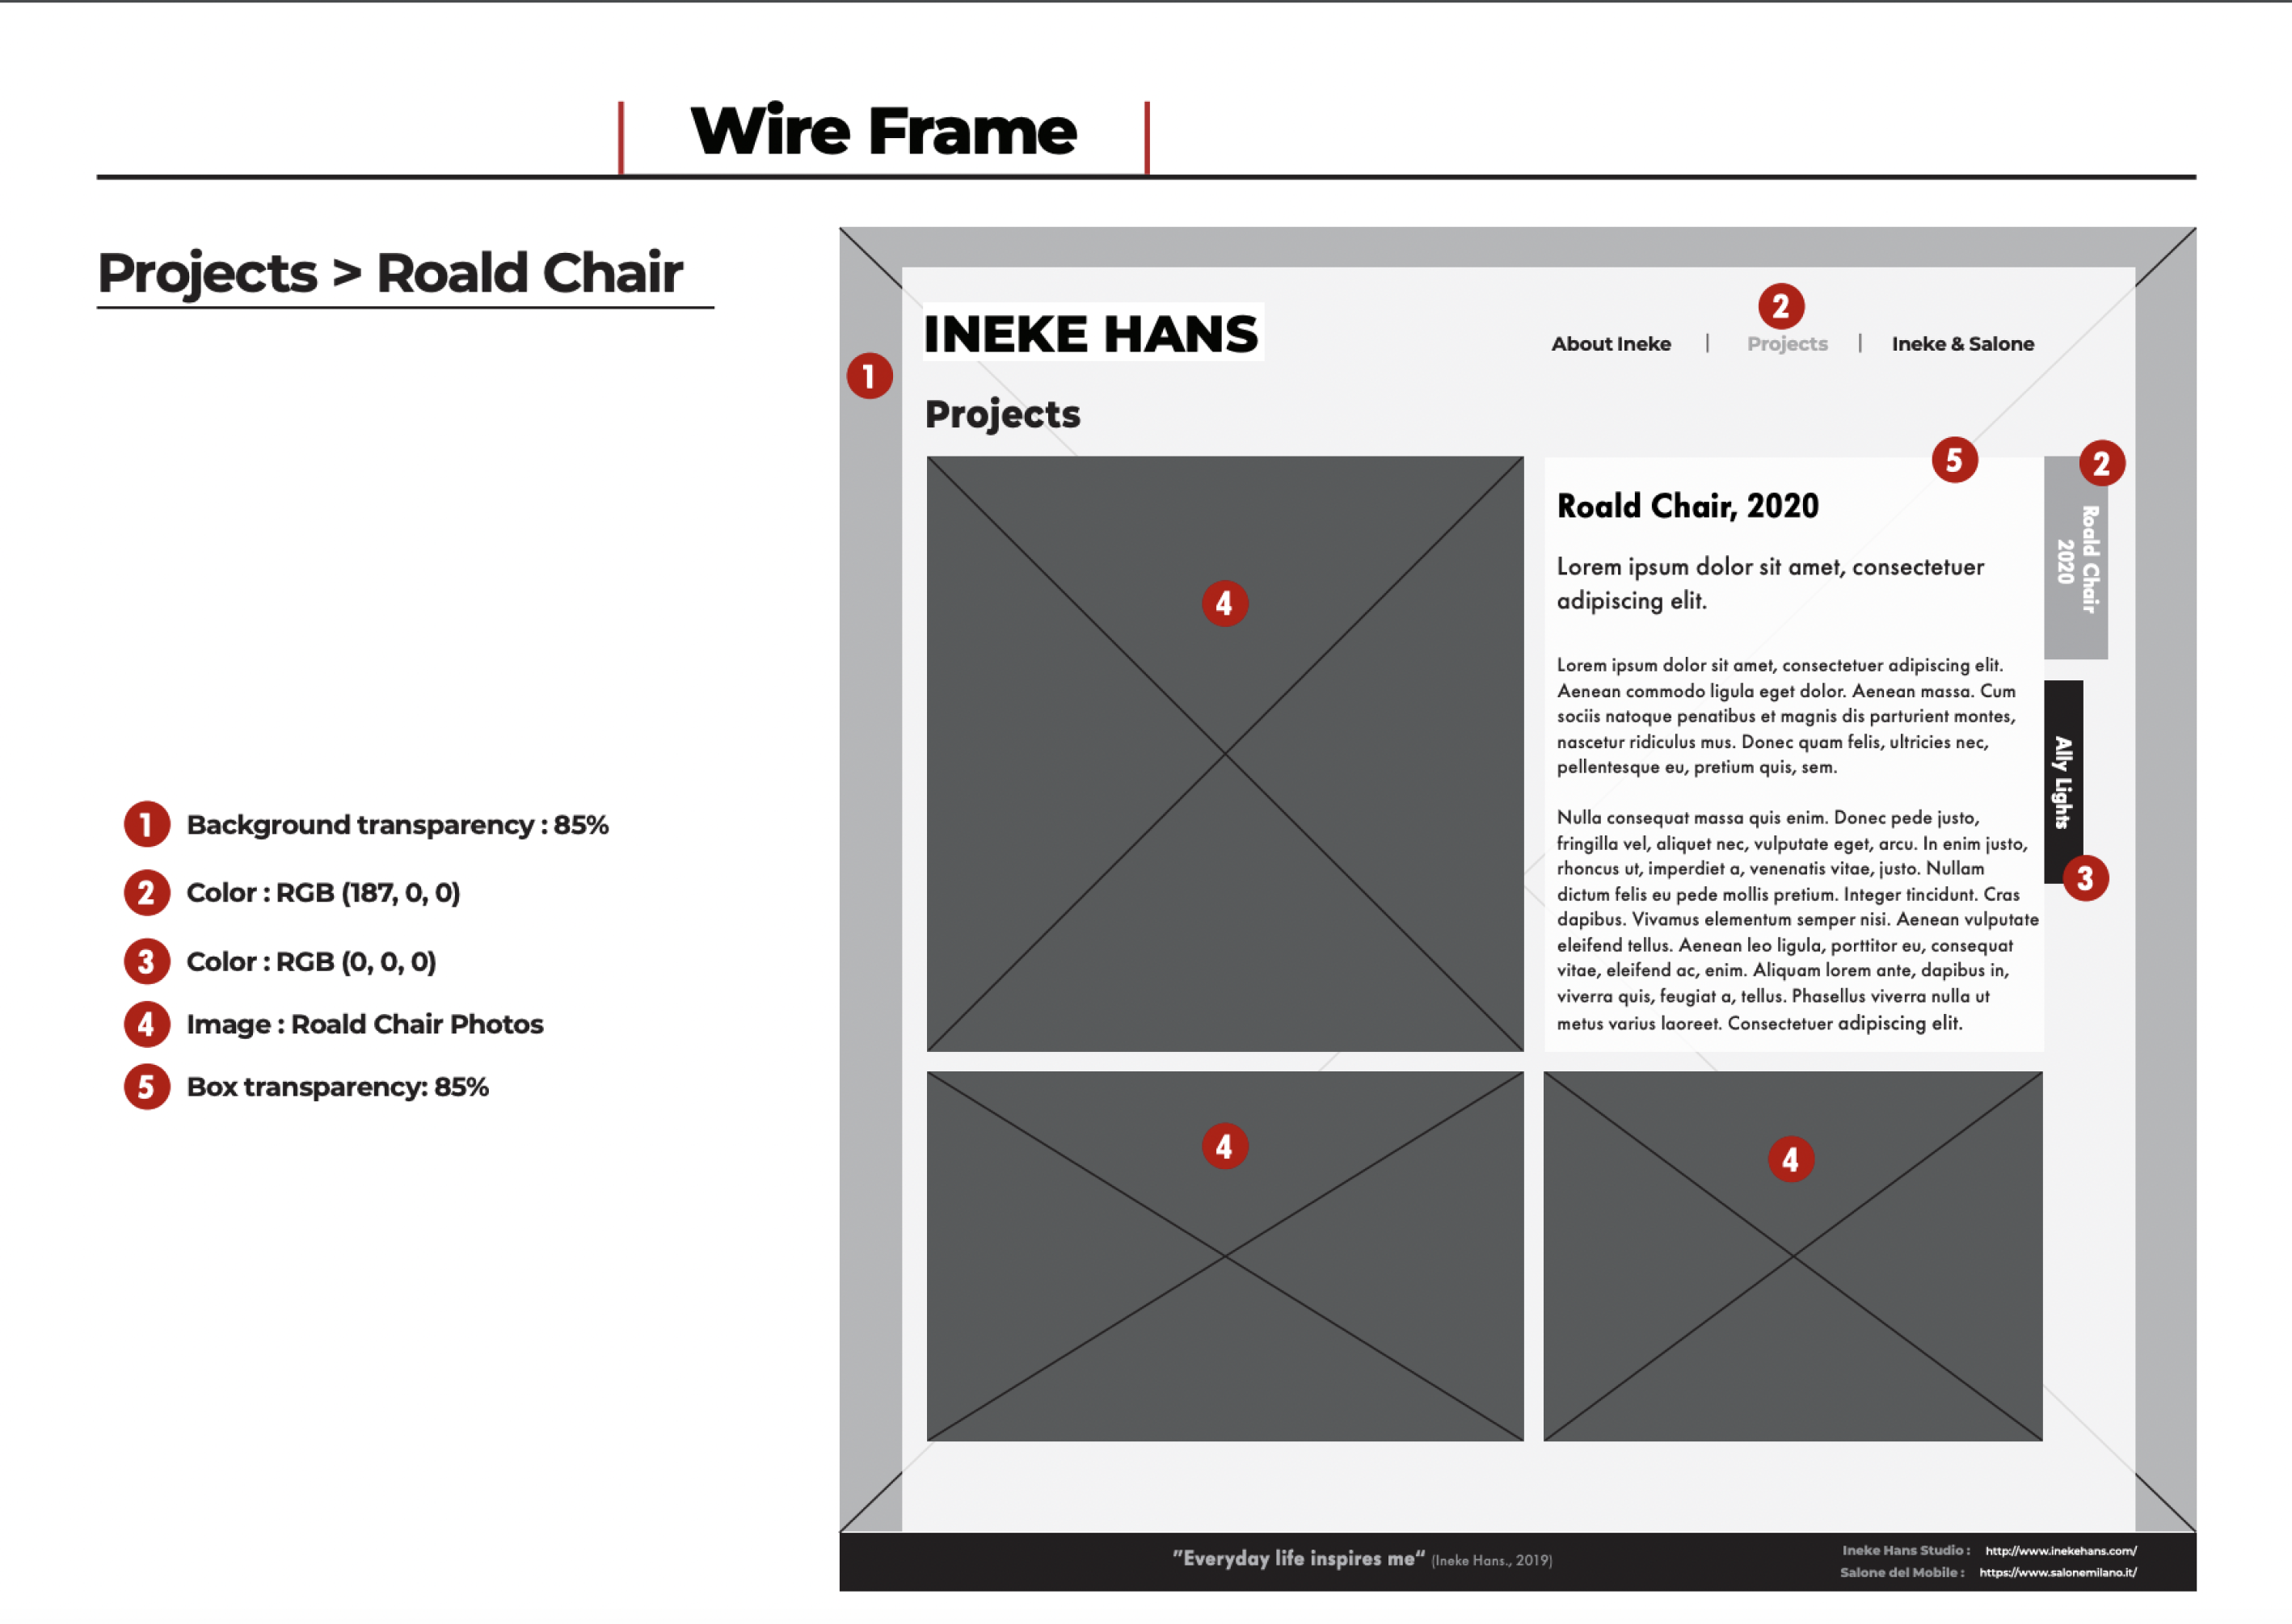 Wire Frame
Projects > Roald Chair
1 Background transparency : 85%
2 Color : RGB (187, 0, 0)
3 Color : RGB (0, 0, 0)
4 Image : Roald Chair Photos
5 Box transparency: 85%
INEKE HANS
2
About Ineke | Projects | Ineke & Salone
1
Projects
4
5
Roald Chair, 2020
Lorem ipsum dolor sit amet, consectetuer
adipiscing elit.
Lorem ipsum dolor sit amet, consectetuer adipiscing elit.
Aenean commodo ligula eget dolor. Aenean massa. Cum
sociis natoque penatibus et magnis dis parturient montes,
nascetur ridiculus mus. Donec quam felis, ultricies nec,
pellentesque eu, pretium quis, sem.
Nulla consequat massa quis enim. Donec pede justo,
fringilla vel, aliquet nec, vulputate eget, arcu. In enim justo,
rhoncus ut, imperdiet a, venenatis vitae, justo. Nullam
dictum felis eu pede mollis pretium. Integer tincidunt. Cras
dapibus. Vivamus elementum semper nisi. Aenean vulputate
eleifend tellus. Aenean leo ligula, porttitor eu, consequat
vitae, eleifend ac, enim. Aliquam lorem ante, dapibus in,
viverra quis, feugiat a, tellus. Phasellus viverra nulla ut
metus varius laoreet. Consectetuer adipiscing elit.
2
Roald Chair
2020
Ally Lights
3
4
4
"Everyday life inspires me“ (Ineke Hans., 2019)
Ineke Hans Studio : http://www.inekehans.com/
Salone del Mobile : https://www.salonemilano.it/